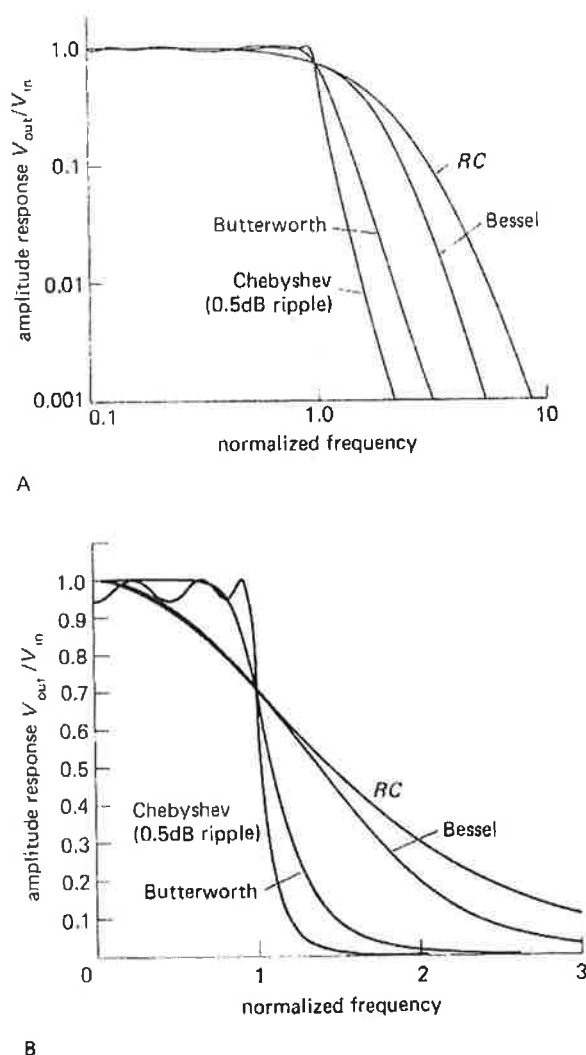 amplitude response Vout/Vin
1.0
0.1
0.01
0.001
RC
Butterworth
Bessel
Chebyshev
(0.5dB ripple)
0.1
1.0
10
normalized frequency
A
amplitude response Vout/Vin
1.0
0.9
0.8
0.7
0.6
0.5
0.4
0.3
0.2
0.1
RC
Chebyshev
(0.5dB ripple)
Bessel
Butterworth
0
1
2
3
normalized frequency
B